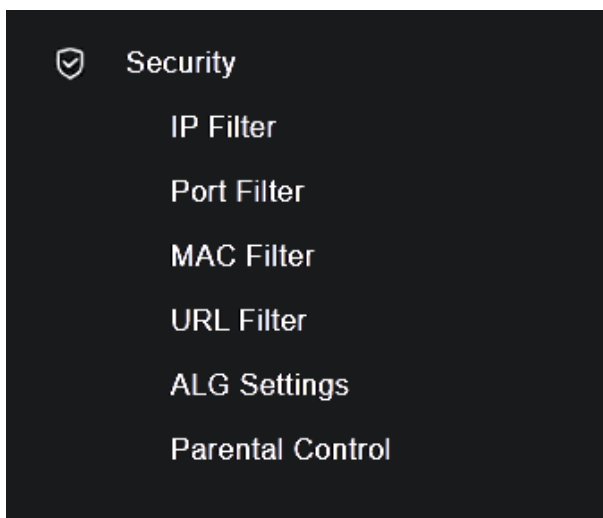 Security
IP Filter
Port Filter
MAC Filter
URL Filter
ALG Settings
Parental Control